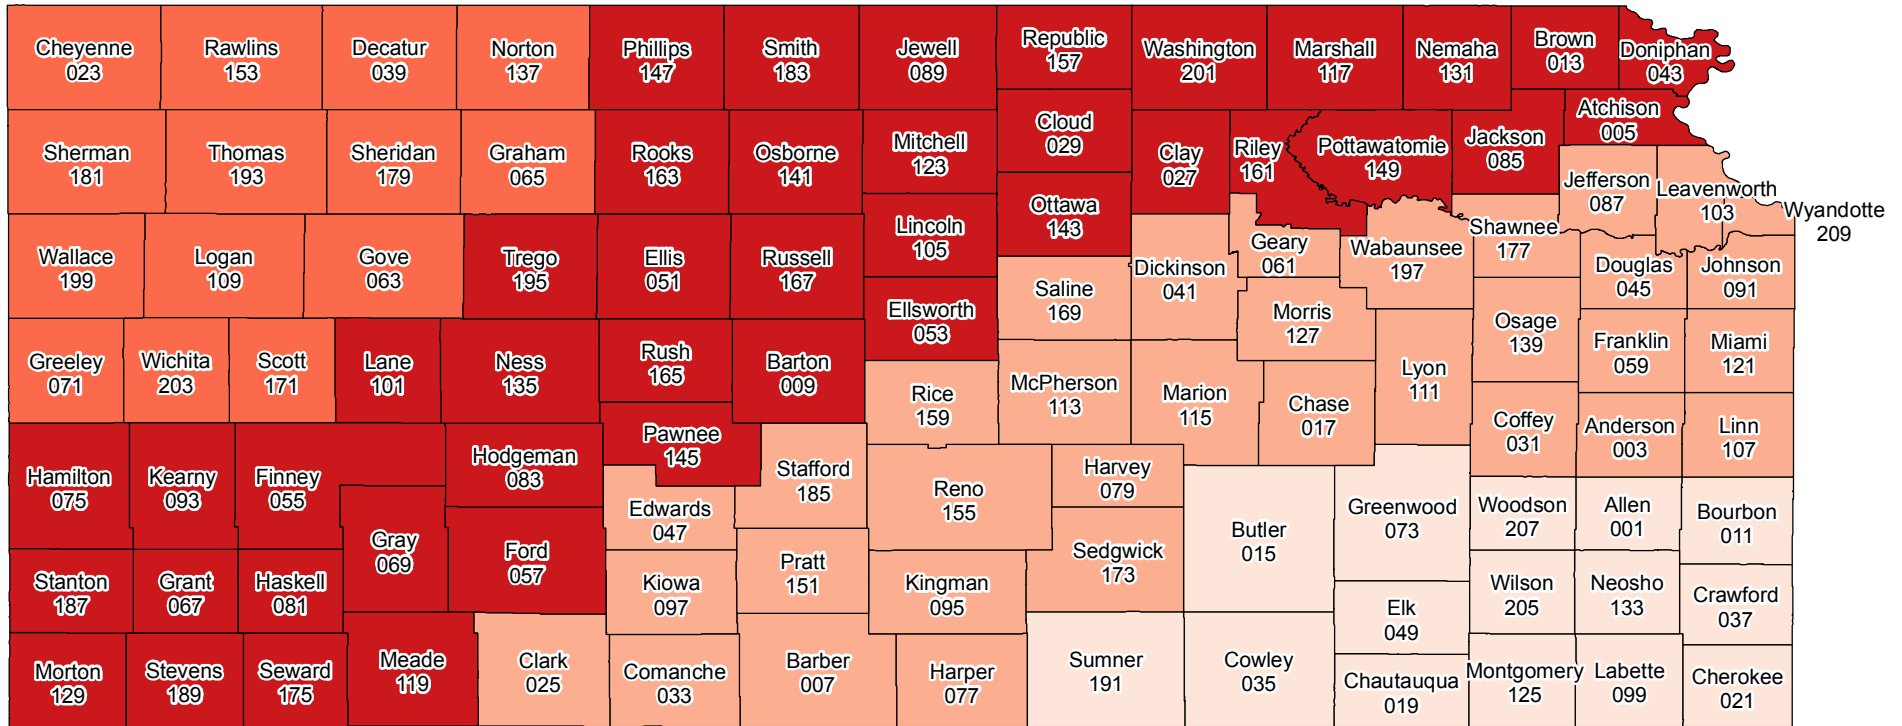 Cheyenne
023
Rawlins
153
Decatur
039
Norton
137
Phillips
147
Smith
183
Jewell
089
Republic
157
Washington
201
Marshall
117
Nemaha
131
Brown
013
Doniphan
043
Sherman
181
Thomas
193
Sheridan
179
Graham
065
Rooks
163
Osborne
141
Mitchell
123
Cloud
029
Clay
027
Riley
161
Pottawatomie
149
Jackson
085
Atchison
005
Jefferson
087
Leavenworth
103
Wyandotte
209
Wallace
199
Logan
109
Gove
063
Trego
195
Ellis
051
Russell
167
Lincoln
105
Ottawa
143
Dickinson
041
Geary
061
Wabaunsee
197
Shawnee
177
Douglas
045
Johnson
091
Greeley
071
Wichita
203
Scott
171
Lane
101
Ness
135
Rush
165
Barton
009
Ellsworth
053
Saline
169
Morris
127
Osage
139
Franklin
059
Miami
121
Rice
159
McPherson
113
Marion
115
Chase
017
Lyon
111
Coffey
031
Anderson
003
Linn
107
Hamilton
075
Kearny
093
Finney
055
Hodgeman
083
Pawnee
145
Stafford
185
Reno
155
Harvey
079
Gray
069
Ford
057
Edwards
047
Pratt
151
Sedgwick
173
Butler
015
Greenwood
073
Woodson
207
Allen
001
Bourbon
011
Stanton
187
Grant
067
Haskell
081
Kiowa
097
Kingman
095
Elk
049
Wilson
205
Neosho
133
Crawford
037
Morton
129
Stevens
189
Seward
175
Meade
119
Clark
025
Comanche
033
Barber
007
Harper
077
Sumner
191
Cowley
035
Chautauqua
019
Montgomery
125
Labette
099
Cherokee
021